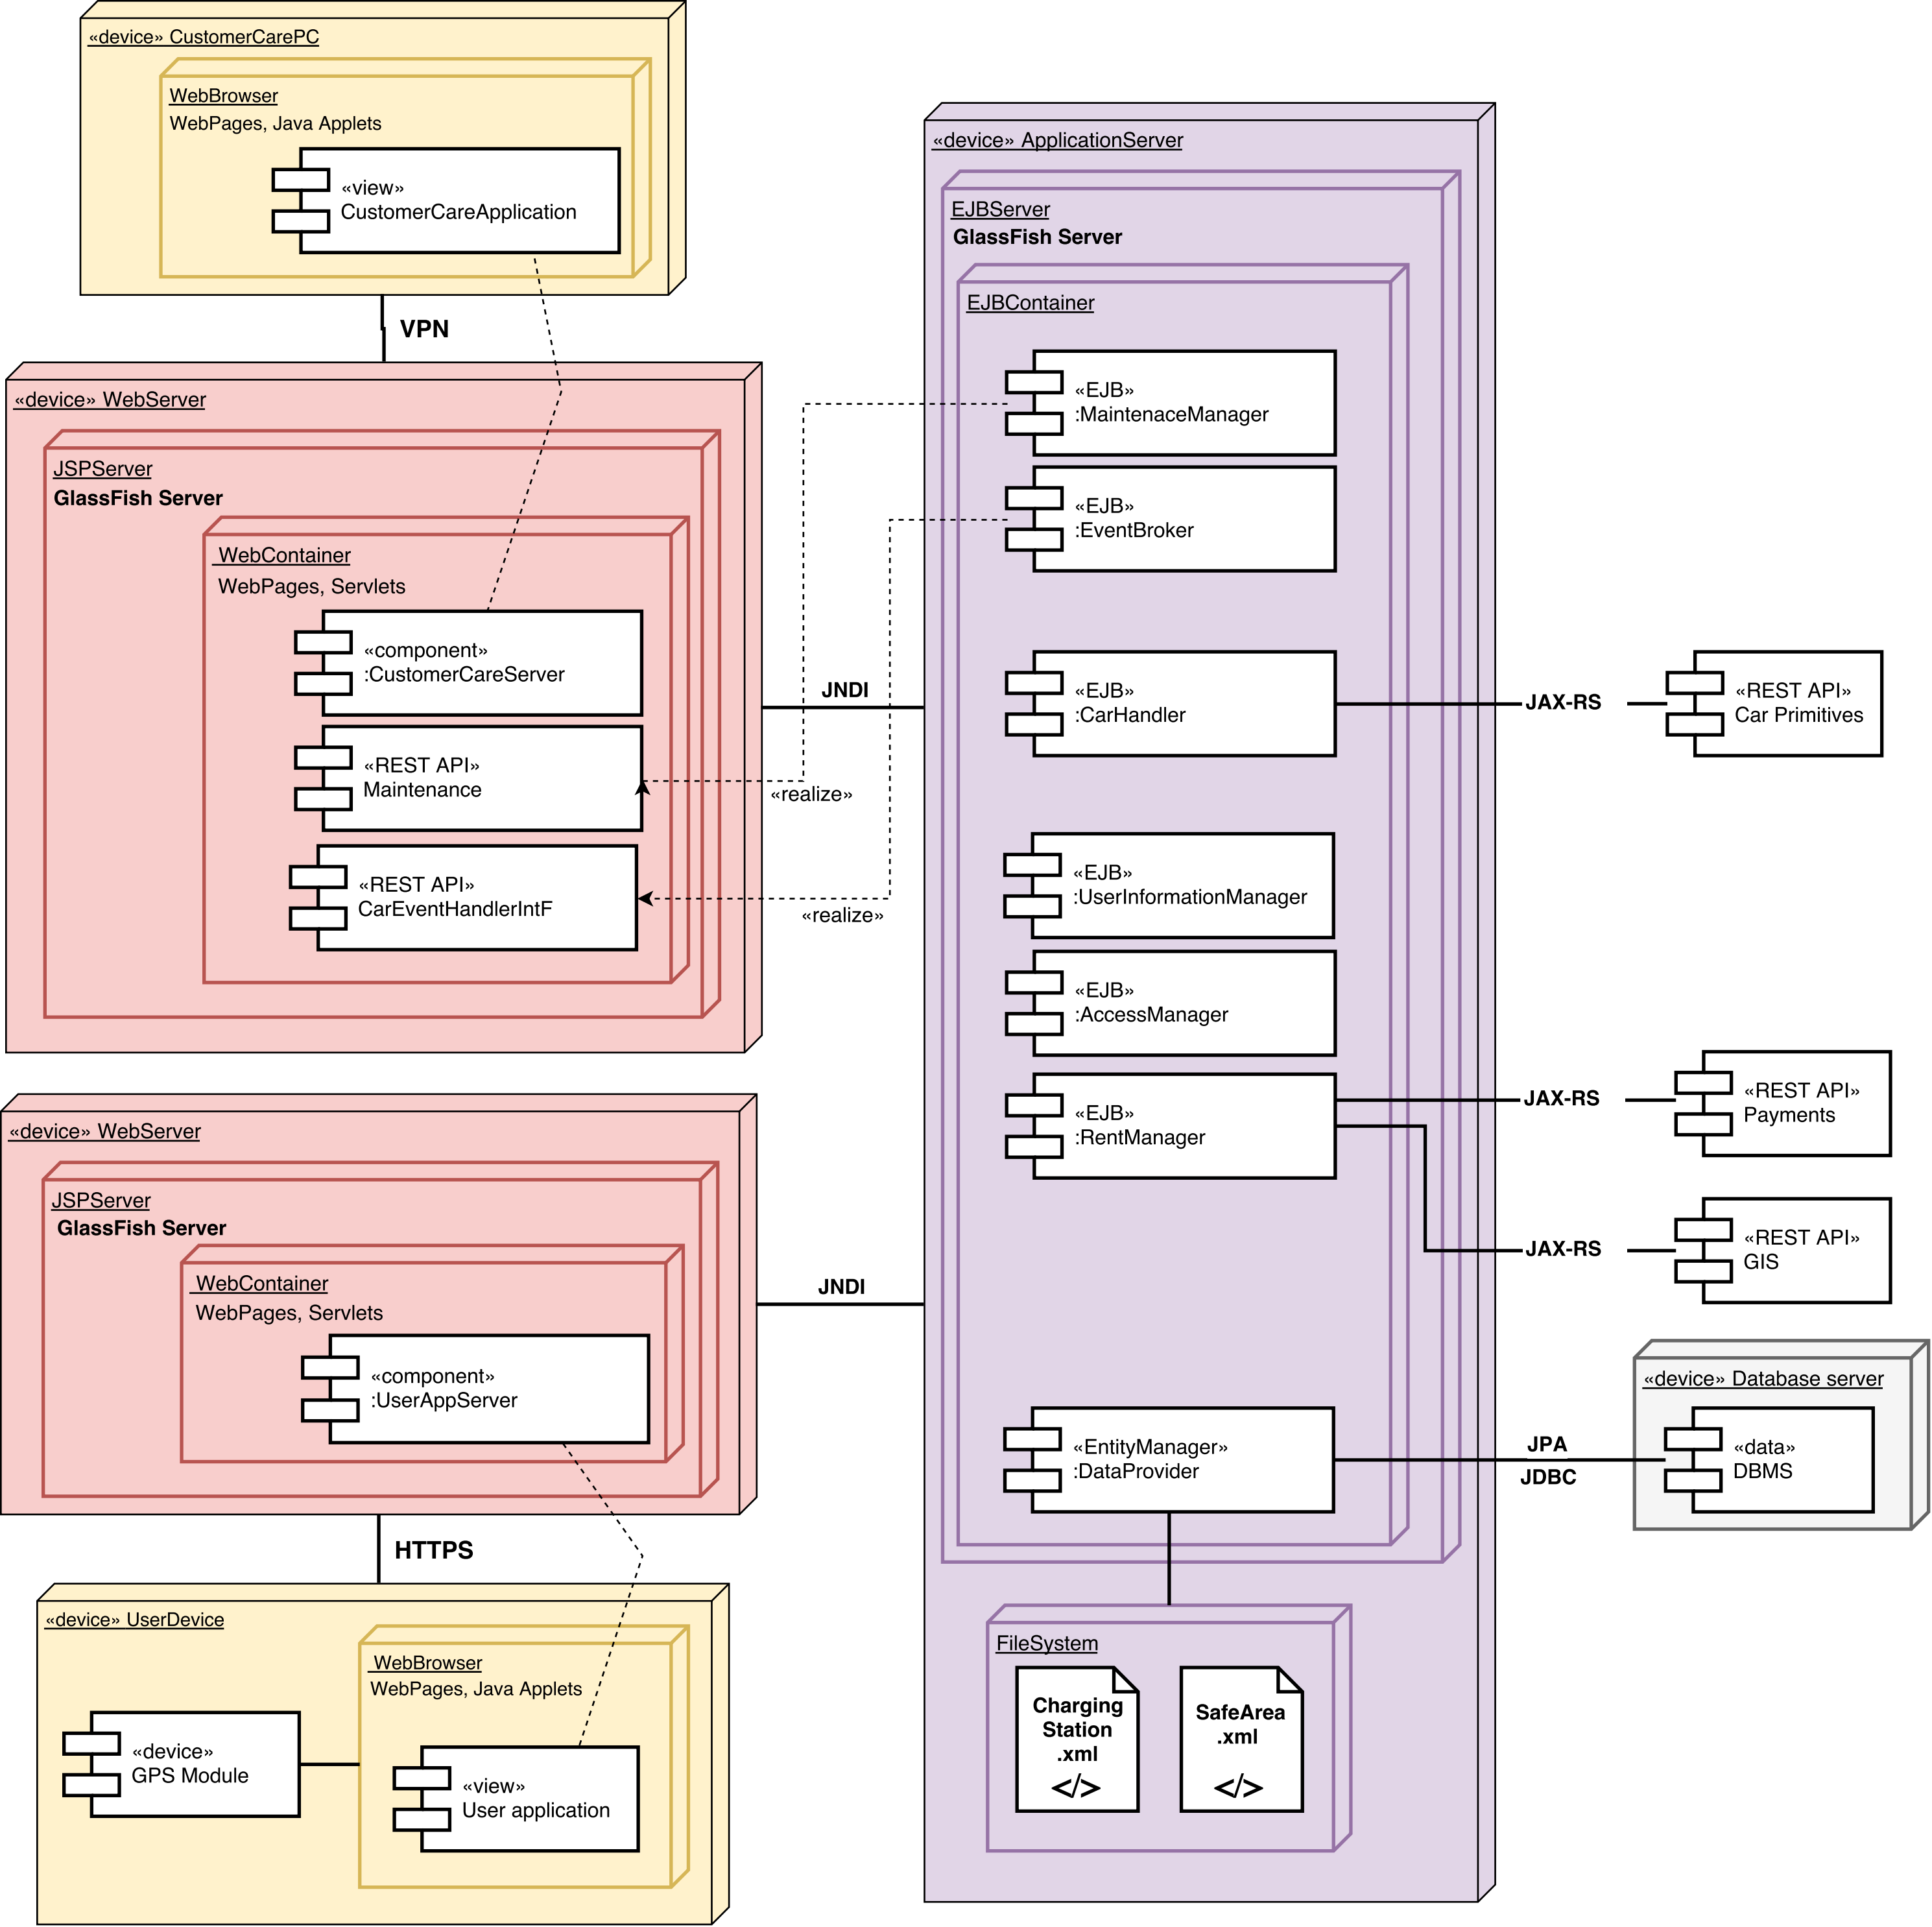 «device» CustomerCarePC
WebBrowser
WebPages, Java Applets
«view»
CustomerCareApplication
VPN
«device» WebServer
JSPServer
GlassFish Server
WebContainer
WebPages, Servlets
«component»
:CustomerCareServer
«REST API»
Maintenance
«REST API»
CarEventHandlerIntF
«realize»
«realize»
JNDI
«device» WebServer
JSPServer
GlassFish Server
WebContainer
WebPages, Servlets
«component»
:UserAppServer
JNDI
HTTPS
«device» UserDevice
WebBrowser
WebPages, Java Applets
«device»
GPS Module
«view»
User application
«device» ApplicationServer
EJBServer
GlassFish Server
EJBContainer
«EJB»
:MaintenaceManager
«EJB»
:EventBroker
«EJB»
:CarHandler
«EJB»
:UserInformationManager
«EJB»
:AccessManager
«EJB»
:RentManager
«EntityManager»
:DataProvider
FileSystem
Charging
Station
.xml
</>
SafeArea
.xml
</>
JAX-RS
«REST API»
Car Primitives
JAX-RS
«REST API»
Payments
JAX-RS
«REST API»
GIS
JPA
JDBC
«device» Database server
«data»
DBMS